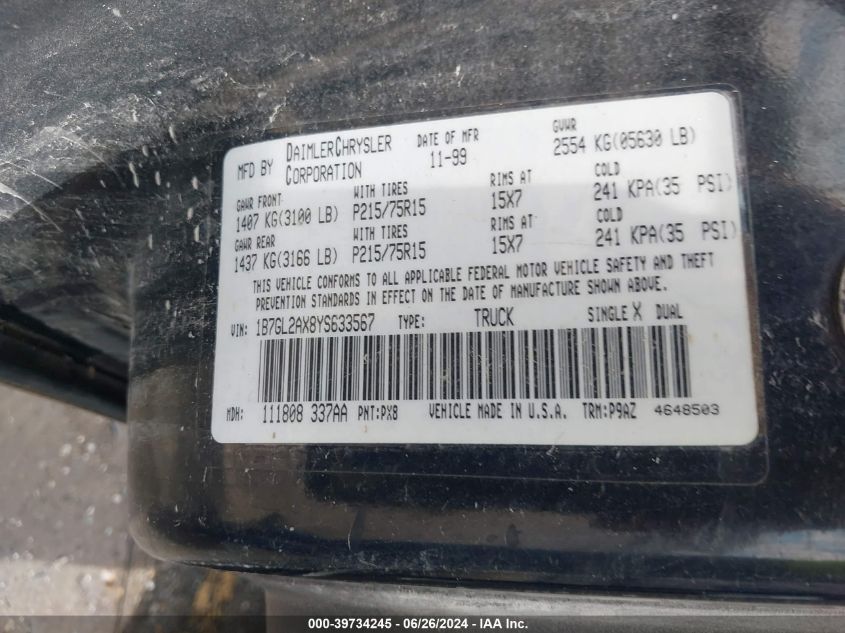 MFD BY DAIMLERCHRYSLER CORPORATION DATE OF MFR 11-99 GVWR 2554 KG(05630 LB)
GAWR FRONT WITH TIRES RIMS AT COLD
1407 KG(3100 LB) P215/75R15 15X7 241 KPA(35 PSI)
GAWR REAR WITH TIRES RIMS AT COLD
1437 KG(3166 LB) P215/75R15 15X7 241 KPA(35 PSI)
THIS VEHICLE CONFORMS TO ALL APPLICABLE FEDERAL MOTOR VEHICLE SAFETY AND THEFT
PREVENTION STANDARDS IN EFFECT ON THE DATE OF MANUFACTURE SHOWN ABOVE.
VIN: 1B7GL2AX8YS633567 TYPE: TRUCK SINGLE X DUAL
MDH: 111808 337AA PNT:PX8 VEHICLE MADE IN U.S.A. TRM:P9AZ 4648503
000-39734245 - 06/26/2024 - IAA Inc.